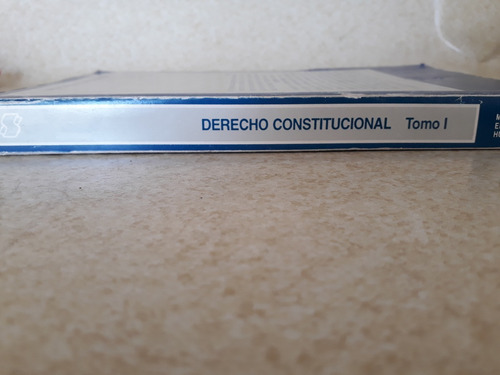 DERECHO CONSTITUCIONAL Tomo I